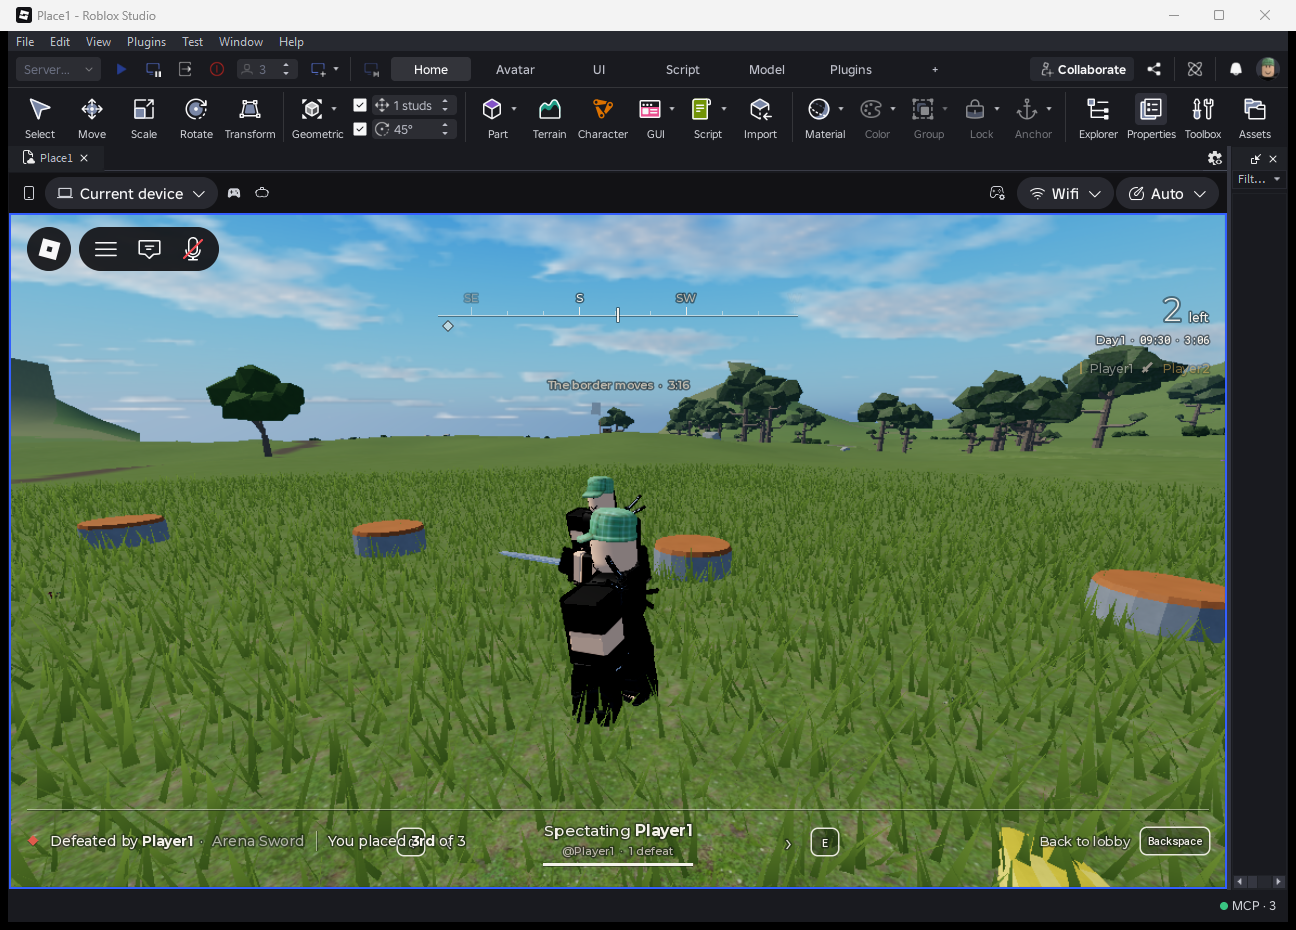 Place1 - Roblox Studio
File Edit View Plugins Test Window Help
Server... 3 Home Avatar UI Script Model Plugins + Collaborate
1 studs
45°
Select Move Scale Rotate Transform Geometric Part Terrain Character GUI Script Import Material Color Group Lock Anchor Explorer Properties Toolbox Assets
Place1
Filt...
Current device Wifi Auto
SE S SW
2 left
Day 1 · 09:30 · 3:06
Player1 Player2
The border moves · 3:16
Defeated by Player1 · Arena Sword You placed 3rd of 3
Spectating Player1
@Player1 · 1 defeat
› E
Back to lobby Backspace
MCP · 3